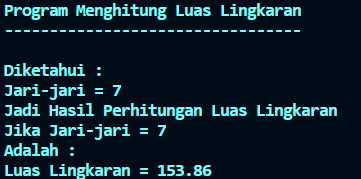 Program Menghitung Luas Lingkaran
---------------------------------
Diketahui :
Jari-jari = 7
Jadi Hasil Perhitungan Luas Lingkaran
Jika Jari-jari = 7
Adalah :
Luas Lingkaran = 153.86